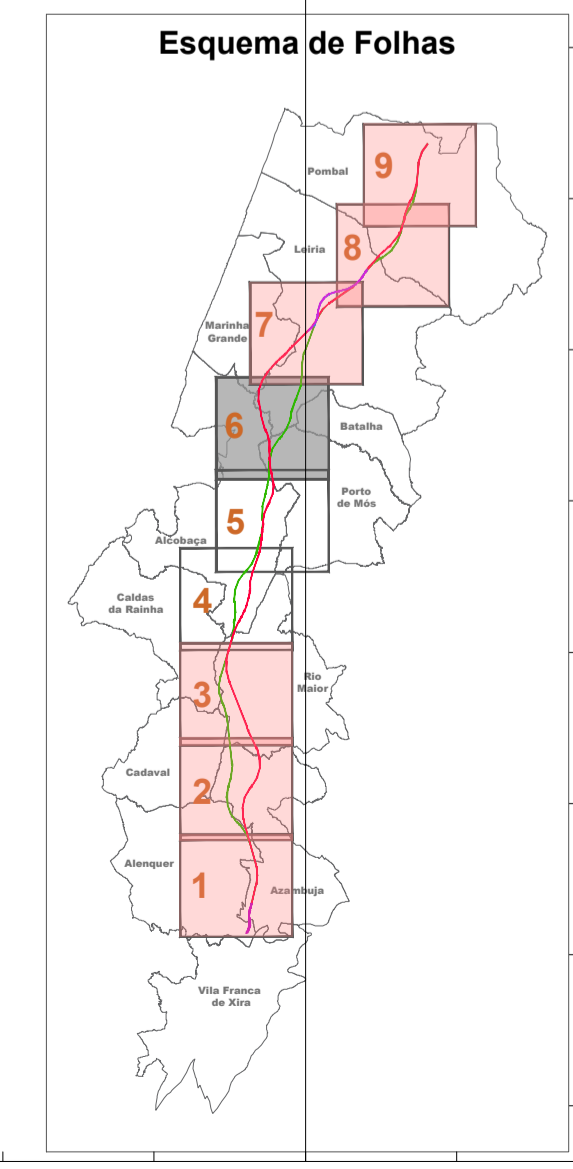 Esquema de Folhas
Pombal
9
Leiria
8
Marinha
Grande
7
6
Batalha
Porto
de Mós
5
Alcobaça
Caldas
da Rainha
4
Rio
Maior
3
Cadaval
2
Alenquer
1
Azambuja
Vila Franca
de Xira